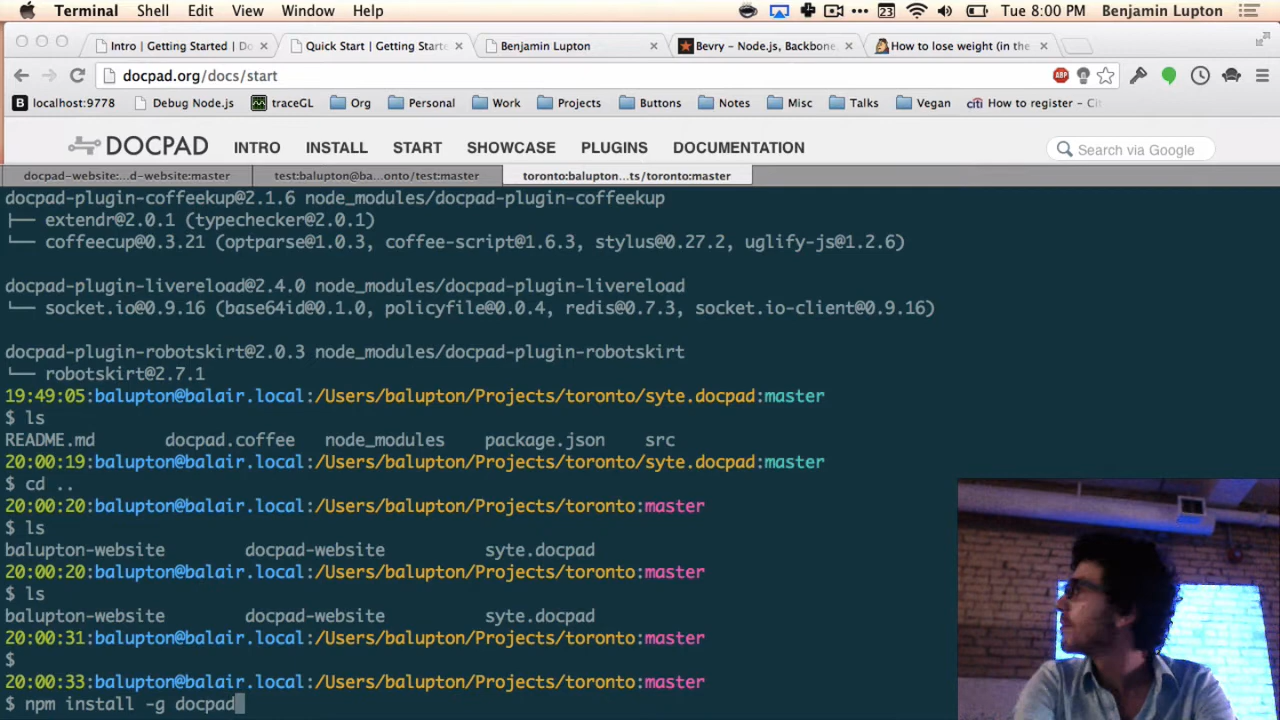 Terminal Shell Edit View Window Help 23 Tue 8:00 PM Benjamin Lupton
Intro | Getting Started | Do × Quick Start | Getting Starte × Benjamin Lupton × Bevry – Node.js, Backbone. × How to lose weight (in the ×
docpad.org/docs/start ABP
B localhost:9778 Debug Node.js traceGL Org Personal Work Projects Buttons Notes Misc Talks Vegan citi How to register – Cit
DOCPAD INTRO INSTALL START SHOWCASE PLUGINS DOCUMENTATION Search via Google
docpad-website:...d-website:master test:balupton@ba...onto/test:master toronto:balupton...ts/toronto:master
docpad-plugin-coffeekup@2.1.6 node_modules/docpad-plugin-coffeekup
├── extendr@2.0.1 (typechecker@2.0.1)
└── coffeecup@0.3.21 (optparse@1.0.3, coffee-script@1.6.3, stylus@0.27.2, uglify-js@1.2.6)
docpad-plugin-livereload@2.4.0 node_modules/docpad-plugin-livereload
└── socket.io@0.9.16 (base64id@0.1.0, policyfile@0.0.4, redis@0.7.3, socket.io-client@0.9.16)
docpad-plugin-robotskirt@2.0.3 node_modules/docpad-plugin-robotskirt
└── robotskirt@2.7.1
19:49:05:balupton@balair.local:/Users/balupton/Projects/toronto/syte.docpad:master
$ ls
README.md docpad.coffee node_modules package.json src
20:00:19:balupton@balair.local:/Users/balupton/Projects/toronto/syte.docpad:master
$ cd ..
20:00:20:balupton@balair.local:/Users/balupton/Projects/toronto:master
$ ls
balupton-website docpad-website syte.docpad
20:00:20:balupton@balair.local:/Users/balupton/Projects/toronto:master
$ ls
balupton-website docpad-website syte.docpad
20:00:31:balupton@balair.local:/Users/balupton/Projects/toronto:master
$
20:00:33:balupton@balair.local:/Users/balupton/Projects/toronto:master
$ npm install -g docpad